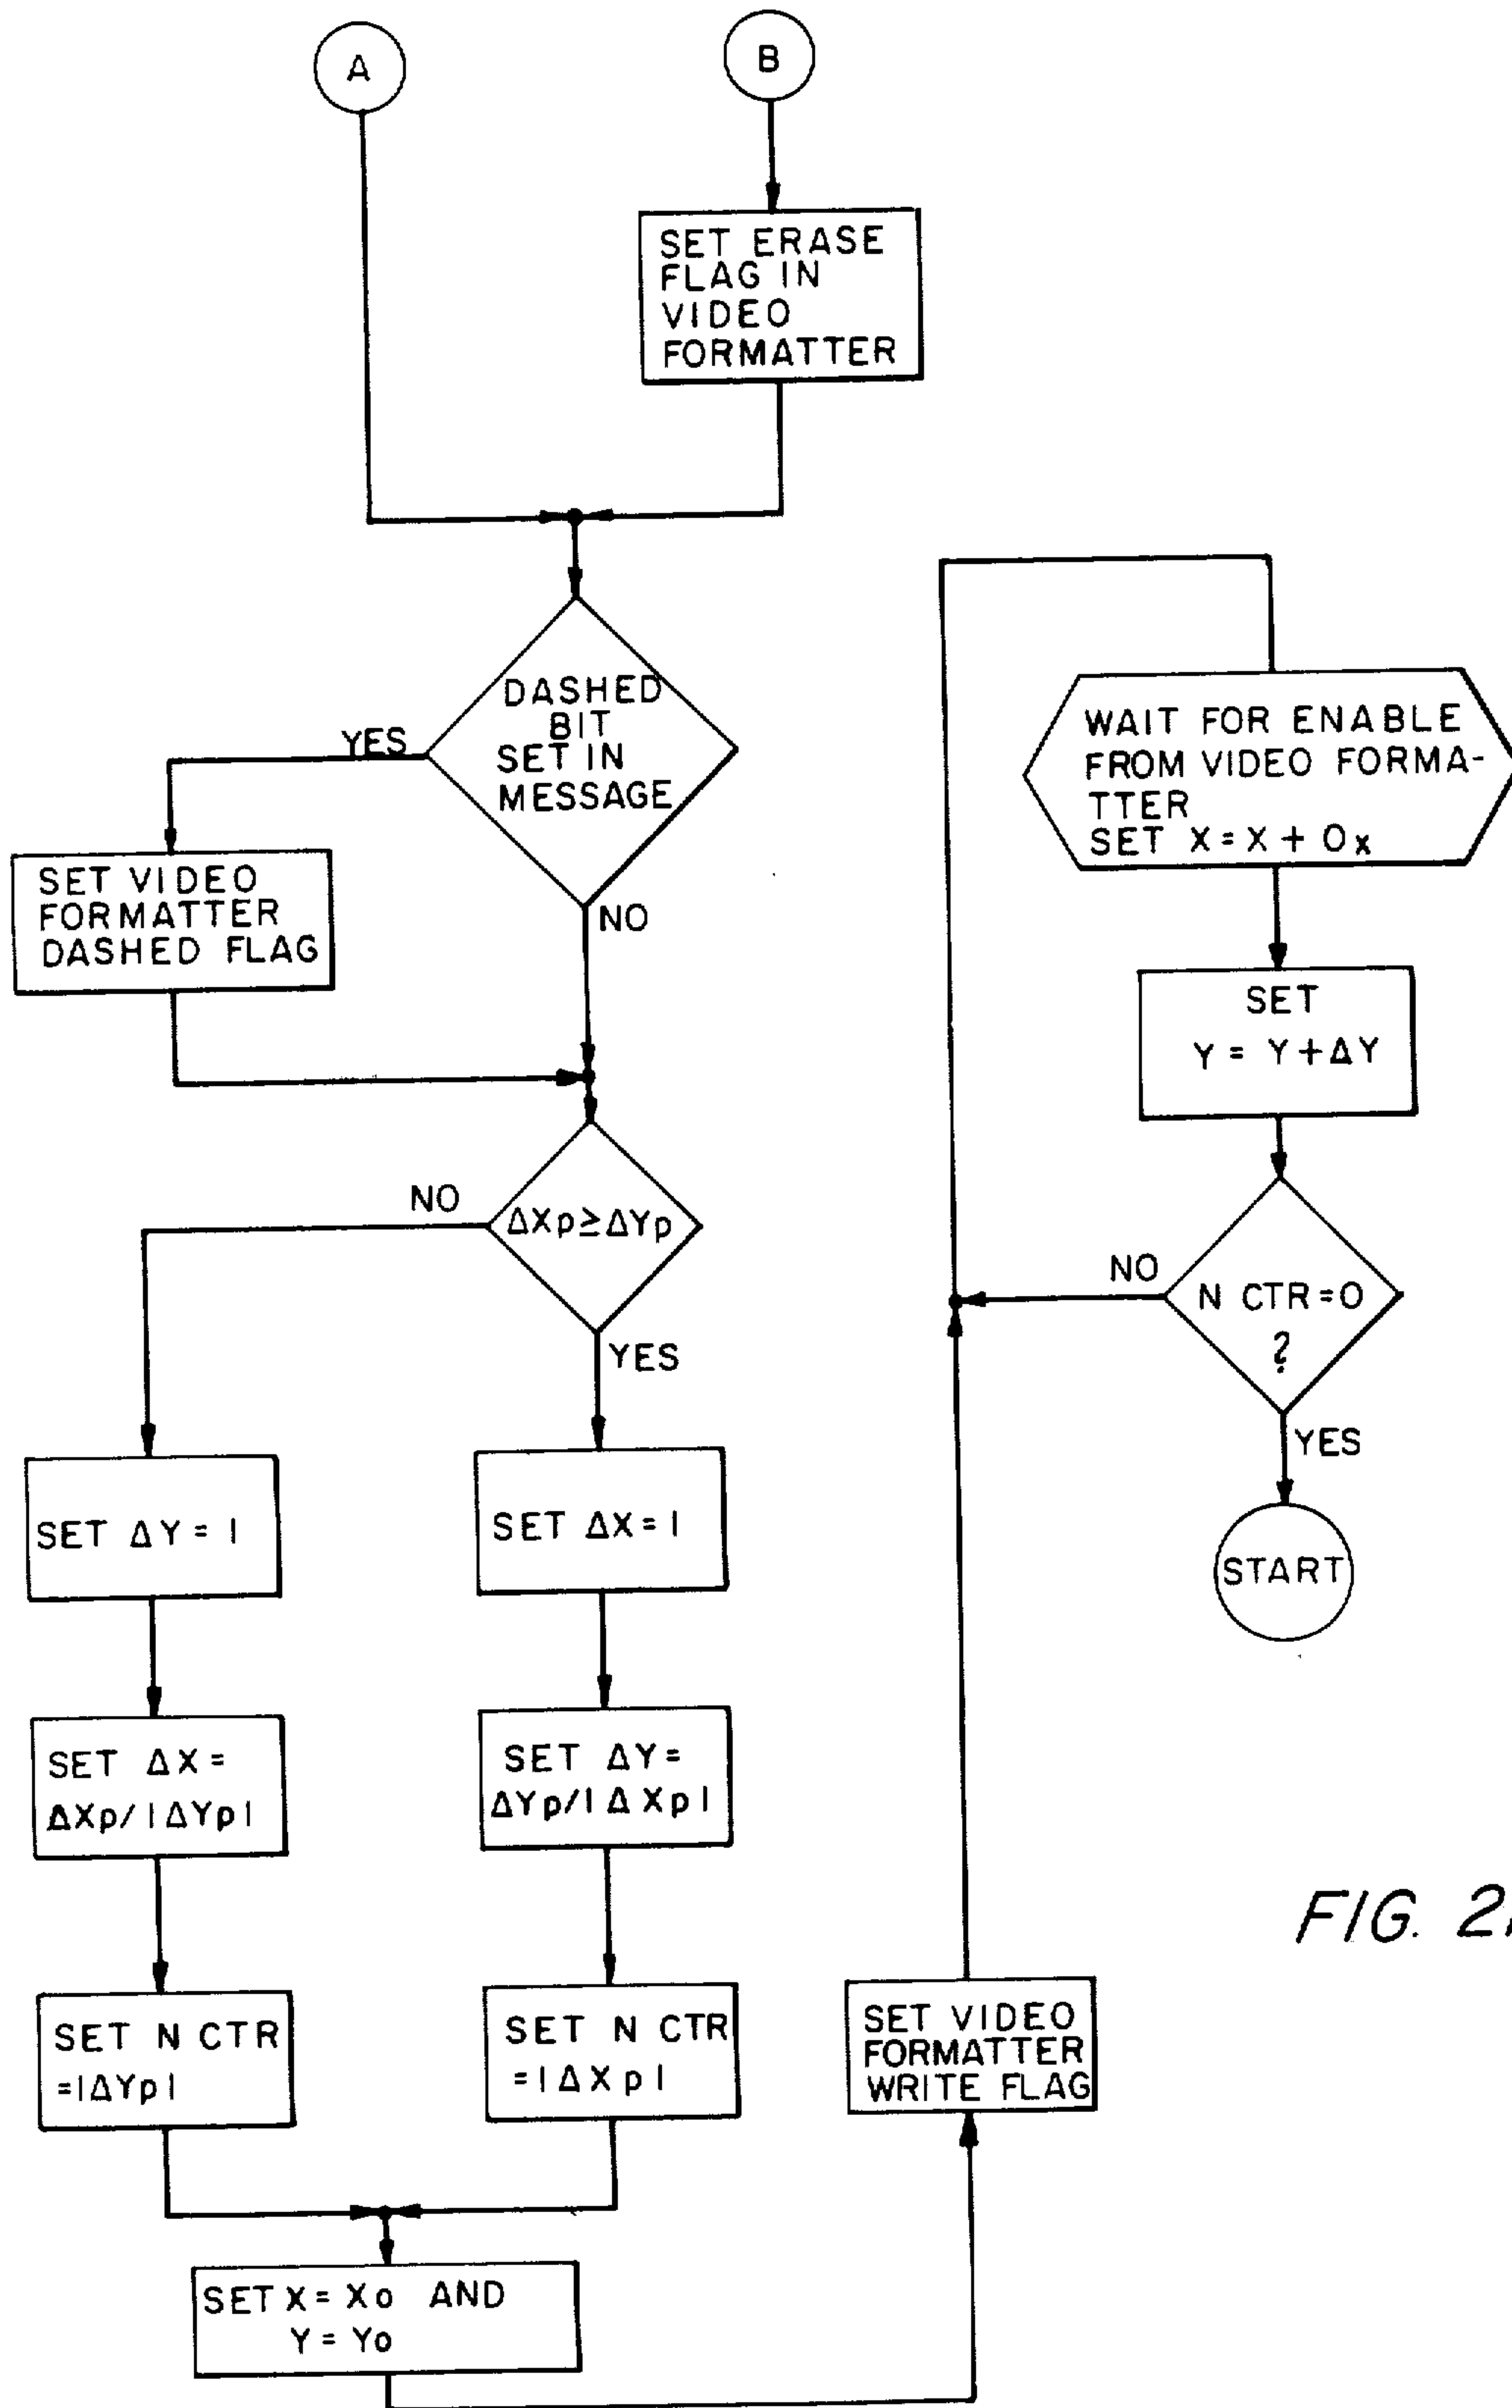 A
B
SET ERASE
FLAG IN
VIDEO
FORMATTER
DASHED
BIT
SET IN
MESSAGE
YES
NO
SET VIDEO
FORMATTER
DASHED FLAG
NO
ΔXp≥ΔYp
YES
SET ΔY = 1
SET ΔX = 1
SET ΔX =
ΔXp/|ΔYp|
SET ΔY =
ΔYp/|ΔXp|
SET N CTR
=|ΔYp|
SET N CTR
=|ΔXp|
SET X = Xo AND
Y = Yo
SET VIDEO
FORMATTER
WRITE FLAG
WAIT FOR ENABLE
FROM VIDEO FORMA-
TTER
SET X = X + Ox
SET
Y = Y + ΔY
NO
N CTR = O
?
YES
START
FIG. 2